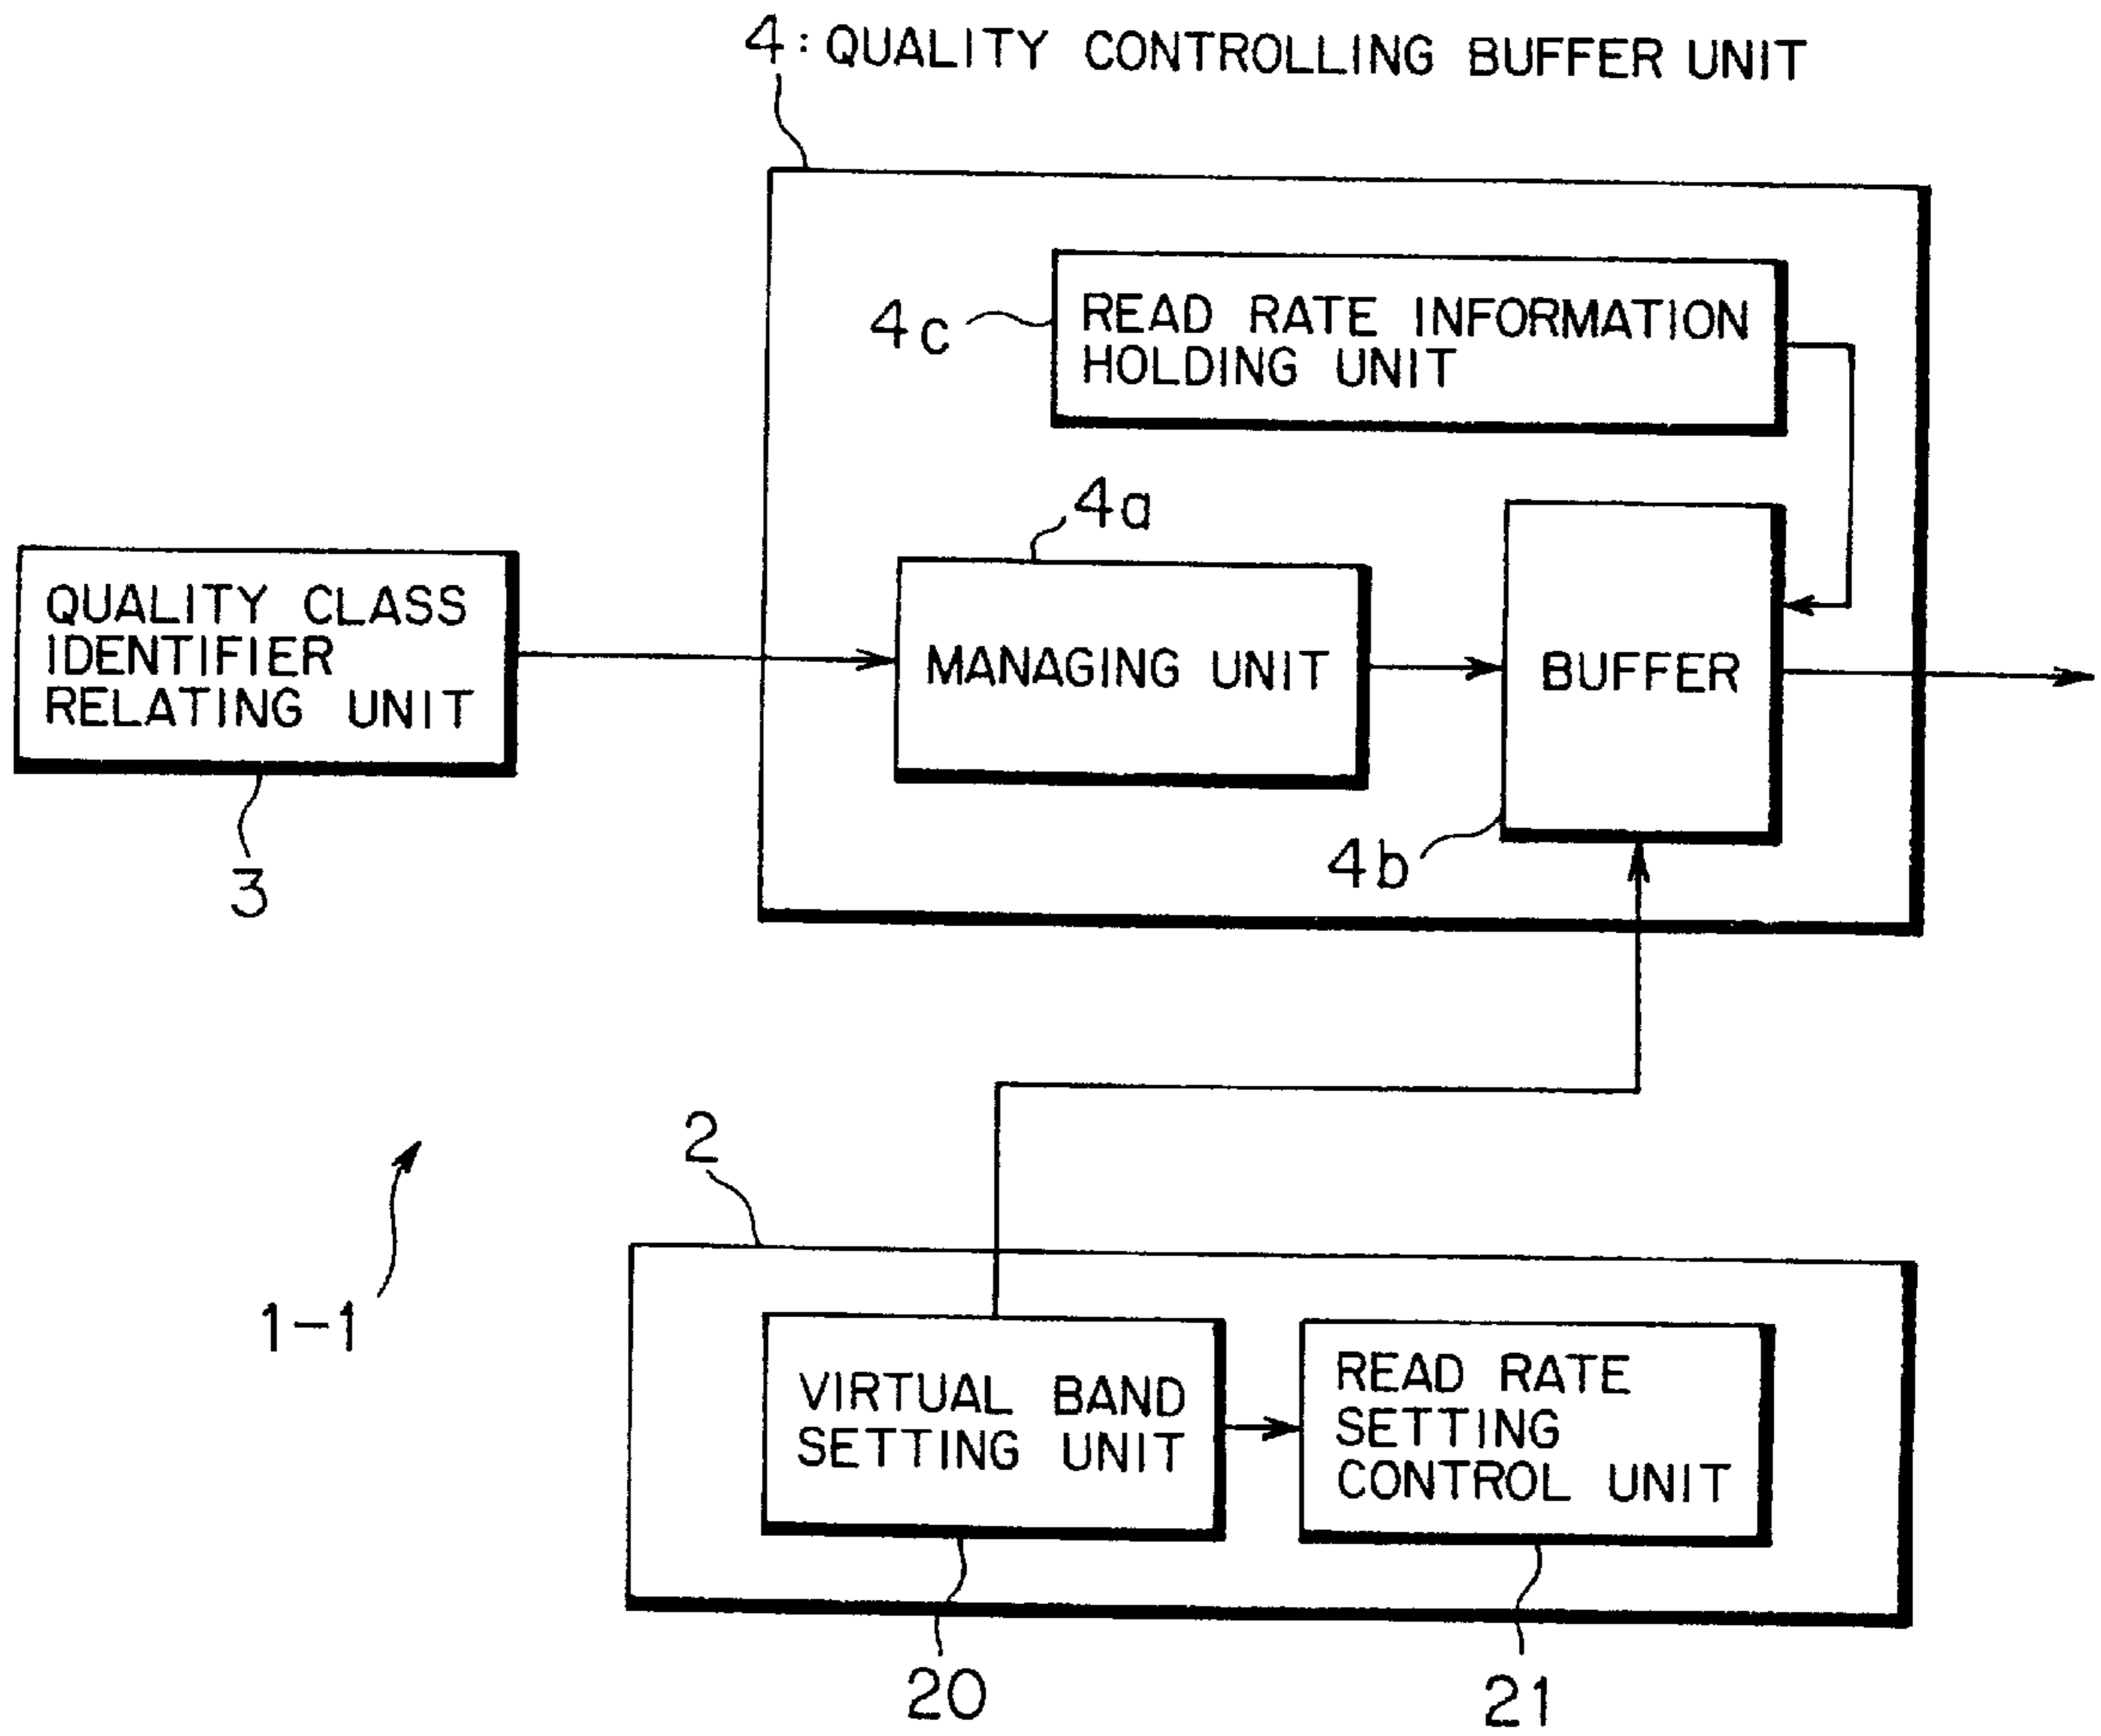 4: QUALITY CONTROLLING BUFFER UNIT
4c
READ RATE INFORMATION
HOLDING UNIT
4a
QUALITY CLASS
IDENTIFIER
RELATING UNIT
MANAGING UNIT
BUFFER
4b
3
2
1-1
VIRTUAL BAND
SETTING UNIT
READ RATE
SETTING
CONTROL UNIT
20
21